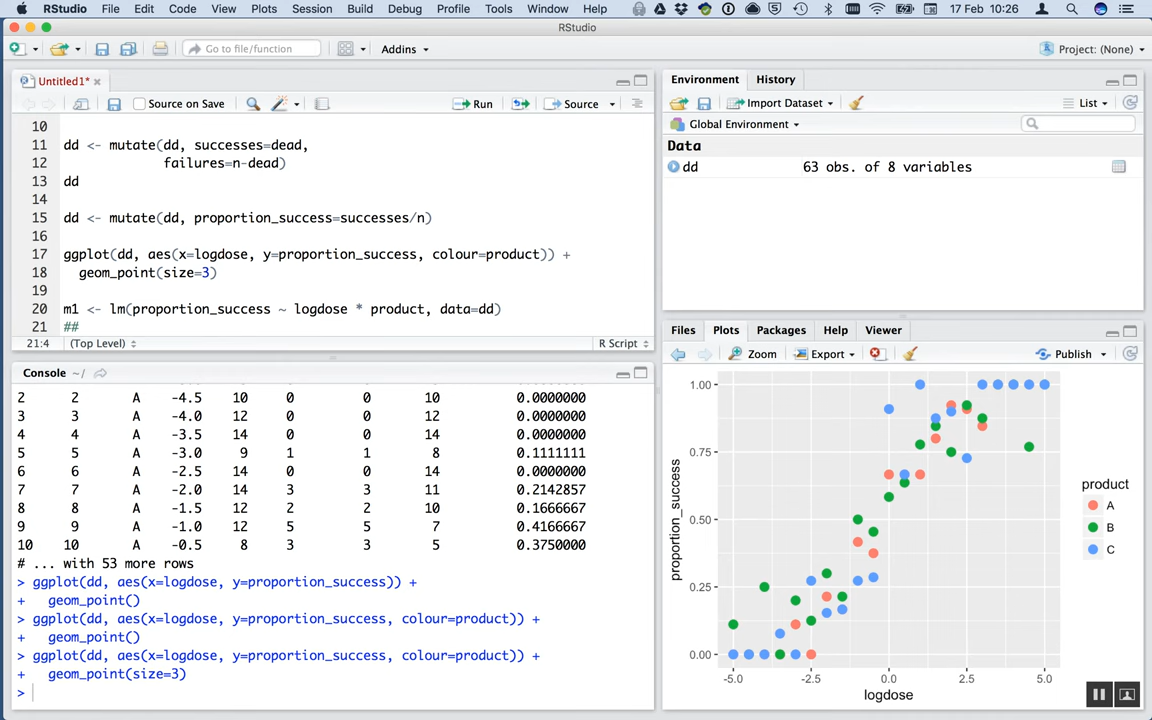 RStudio File Edit Code View Plots Session Build Debug Profile Tools Window Help 17 Feb 10:26
RStudio
Go to file/function Addins Project: (None)
Untitled1*
Source on Save Run Source
10
11 dd <- mutate(dd, successes=dead,
12 failures=n-dead)
13 dd
14
15 dd <- mutate(dd, proportion_success=successes/n)
16
17 ggplot(dd, aes(x=logdose, y=proportion_success, colour=product)) +
18 geom_point(size=3)
19
20 m1 <- lm(proportion_success ~ logdose * product, data=dd)
21 ##
21:4 (Top Level) R Script
Console ~/
2 2 A -4.5 10 0 0 10 0.0000000
3 3 A -4.0 12 0 0 12 0.0000000
4 4 A -3.5 14 0 0 14 0.0000000
5 5 A -3.0 9 1 1 8 0.1111111
6 6 A -2.5 14 0 0 14 0.0000000
7 7 A -2.0 14 3 3 11 0.2142857
8 8 A -1.5 12 2 2 10 0.1666667
9 9 A -1.0 12 5 5 7 0.4166667
10 10 A -0.5 8 3 3 5 0.3750000
# ... with 53 more rows
> ggplot(dd, aes(x=logdose, y=proportion_success)) +
+ geom_point()
> ggplot(dd, aes(x=logdose, y=proportion_success, colour=product)) +
+ geom_point()
> ggplot(dd, aes(x=logdose, y=proportion_success, colour=product)) +
+ geom_point(size=3)
>
Environment History
Import Dataset List
Global Environment
Data
dd 63 obs. of 8 variables
Files Plots Packages Help Viewer
Zoom Export Publish
1.00
0.75
0.50
0.25
0.00
proportion_success
-5.0 -2.5 0.0 2.5 5.0
logdose
product
A
B
C